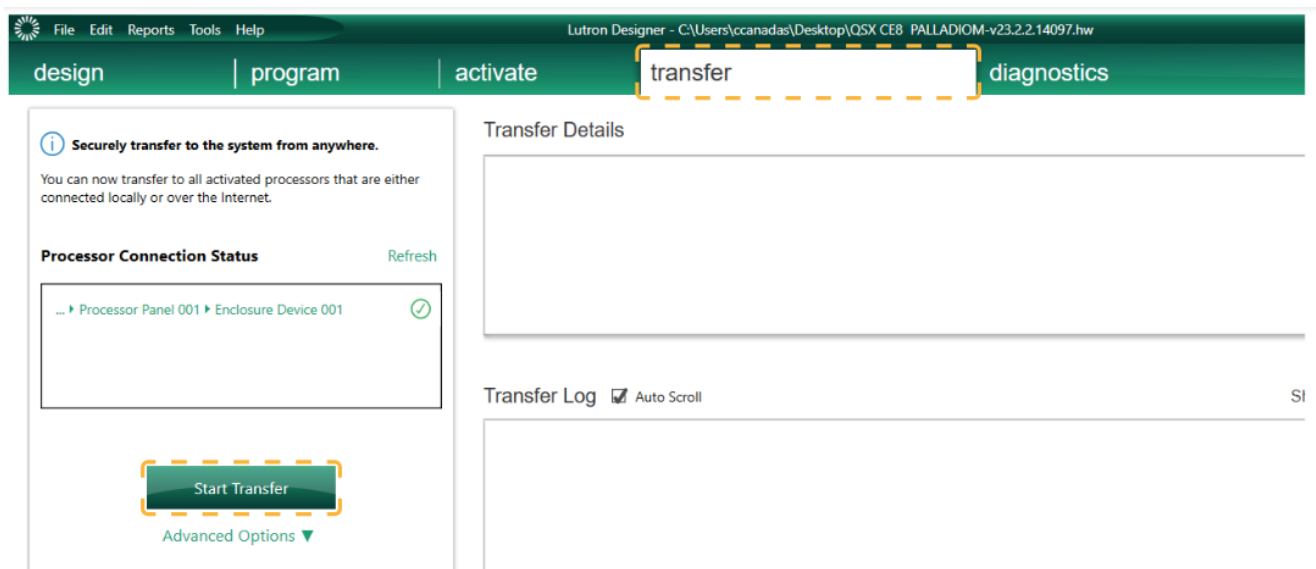 File Edit Reports Tools Help
Lutron Designer - C:\Users\ccanadas\Desktop\QSX CE8 PALLADIOM-v23.2.2.14097.hw
design program activate transfer diagnostics
Securely transfer to the system from anywhere.
You can now transfer to all activated processors that are either
connected locally or over the Internet.
Processor Connection Status Refresh
... Processor Panel 001 Enclosure Device 001
Start Transfer
Advanced Options ▼
Transfer Details
Transfer Log Auto Scroll